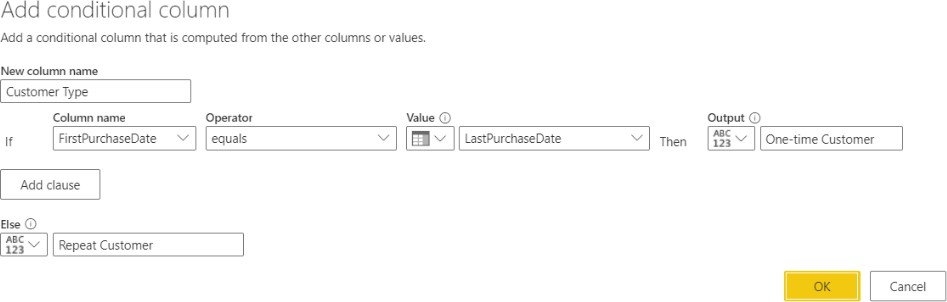 Add conditional column
Add a conditional column that is computed from the other columns or values.
New column name
Customer Type
Column name Operator Value Output
If FirstPurchaseDate equals LastPurchaseDate Then ABC 123 One-time Customer
Add clause
Else
ABC 123 Repeat Customer
OK Cancel